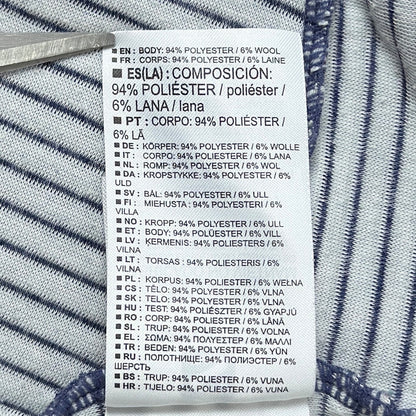 EN : BODY: 94% POLYESTER / 6% WOOL
FR : CORPS: 94% POLYESTER / 6% LAINE
ES(LA) : COMPOSICIÓN:
94% POLIÉSTER / poliéster /
6% LANA / lana
PT : CORPO: 94% POLIÉSTER /
6% LÃ
DE : KÖRPER: 94% POLYESTER / 6% WOLLE
IT : CORPO: 94% POLIESTERE / 6% LANA
NL : ROMP: 94% POLYESTER / 6% WOL
DA : KROPSTYKKE: 94% POLYESTER / 6%
ULD
SV : BÅL: 94% POLYESTER / 6% ULL
FI : MIEHUSTA: 94% POLYESTERI / 6%
VILLA
NO : KROPP: 94% POLYESTER / 6% ULL
ET : BODY: 94% POLÜESTER / 6% VILL
LV : ĶERMENIS: 94% POLIESTERS / 6%
VILNA
LT : TORSAS : 94% POLIESTERIS / 6%
VILNA
PL : KORPUS: 94% POLYESTER / 6% WEŁNA
CS : TĚLO: 94% POLYESTER / 6% VLNA
SK : TELO: 94% POLYESTER / 6% VLNA
HU : TEST: 94% POLIÉSZTER / 6% GYAPJÚ
RO : CORP: 94% POLIESTER / 6% LÂNĂ
SL : TRUP: 94% POLIESTER / 6% VOLNA
EL : ΣΩΜΑ: 94% ΠΟΛΥΕΣΤΕΡ / 6% ΜΑΛΛΙ
TR : BEDEN: 94% POLYESTER / 6% YÜN
RU : ПОЛОТНИЩЕ: 94% ПОЛИЭСТЕР / 6%
ШЕРСТЬ
BS : TRUP: 94% POLIESTER / 6% VUNA
HR : TIJELO: 94% POLIESTER / 6% VUNA